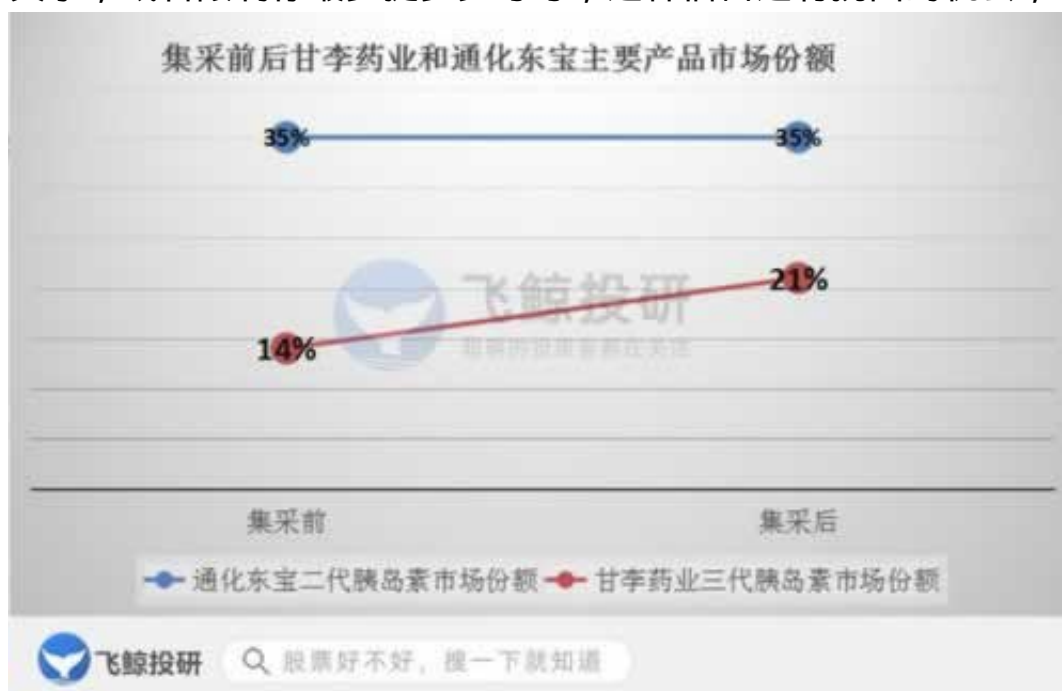 集采前后甘李药业和通化东宝主要产品市场份额
35%
35%
飞鲸投研
21%
14%
集采前
集采后
通化东宝二代胰岛素市场份额
甘李药业三代胰岛素市场份额
飞鲸投研
股票好不好，搜一下就知道